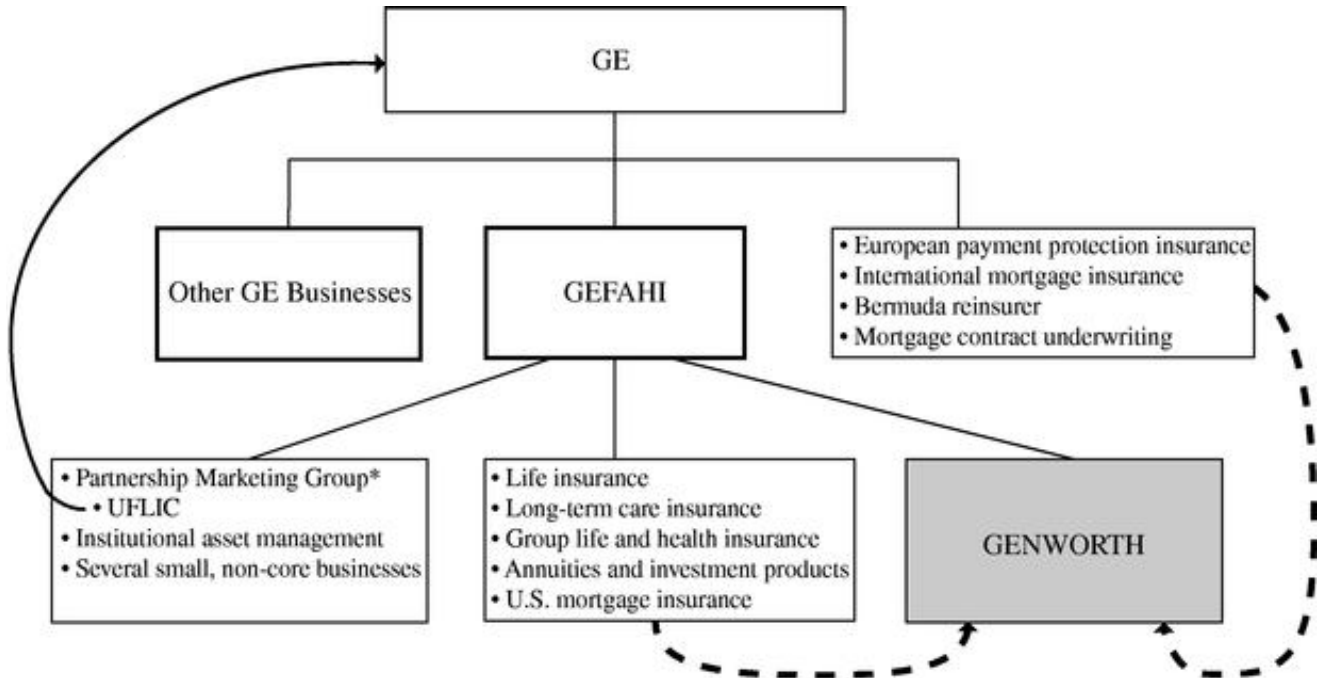 GE
Other GE Businesses
GEFAHI
• European payment protection insurance
• International mortgage insurance
• Bermuda reinsurer
• Mortgage contract underwriting
• Partnership Marketing Group*
• UFLIC
• Institutional asset management
• Several small, non-core businesses
• Life insurance
• Long-term care insurance
• Group life and health insurance
• Annuities and investment products
• U.S. mortgage insurance
GENWORTH